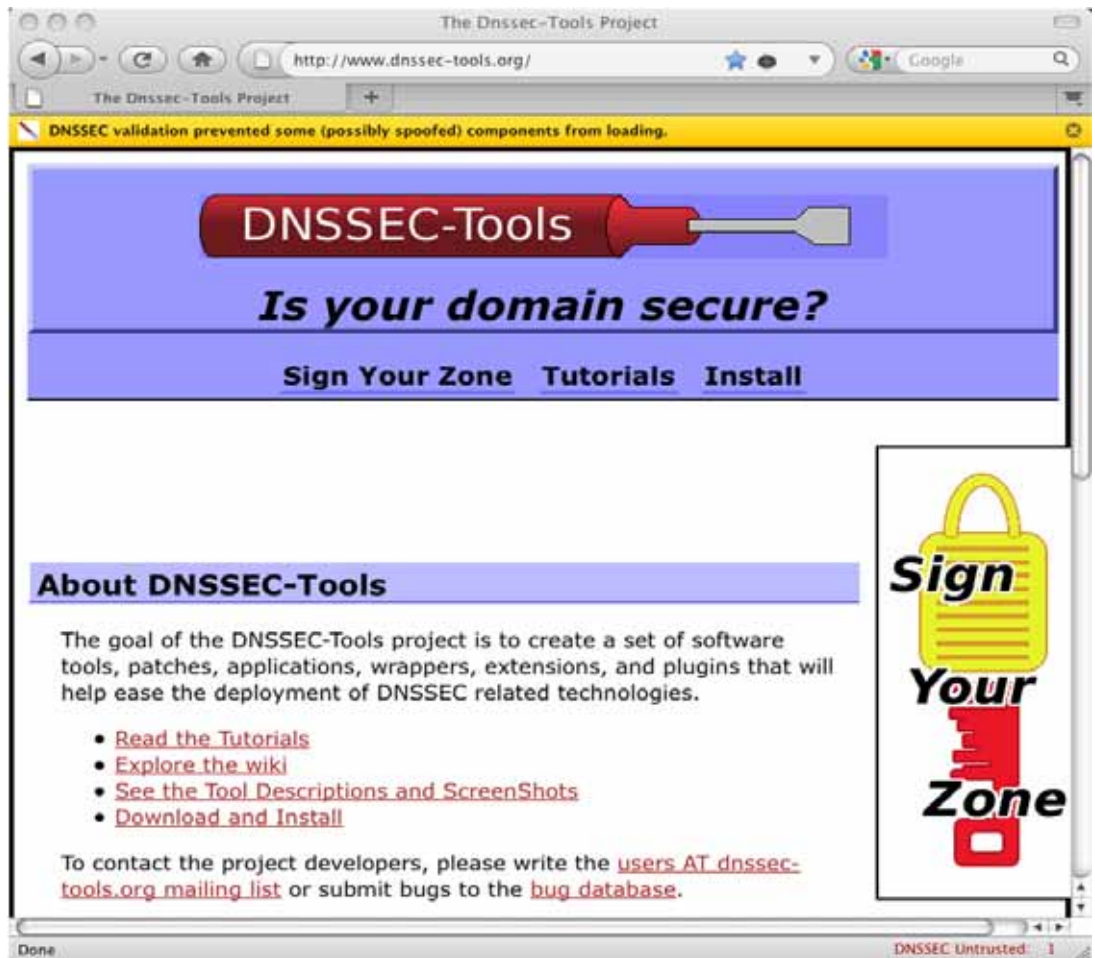 The Dnssec-Tools Project
http://www.dnssec-tools.org/
Google
The Dnssec-Tools Project
+
DNSSEC validation prevented some (possibly spoofed) components from loading.
DNSSEC-Tools
Is your domain secure?
Sign Your Zone Tutorials Install
Sign
Your
Zone
About DNSSEC-Tools
The goal of the DNSSEC-Tools project is to create a set of software
tools, patches, applications, wrappers, extensions, and plugins that will
help ease the deployment of DNSSEC related technologies.
• Read the Tutorials
• Explore the wiki
• See the Tool Descriptions and ScreenShots
• Download and Install
To contact the project developers, please write the users AT dnssec-
tools.org mailing list or submit bugs to the bug database.
Done
DNSSEC Untrusted: 1